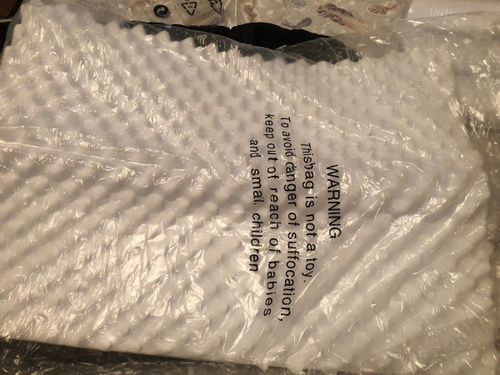 WARNING
This bag is not a toy.
To avoid danger of suffocation,
keep out of reach of babies
and small children